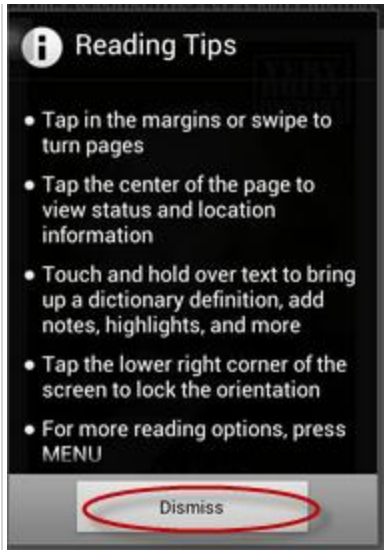 Reading Tips
• Tap in the margins or swipe to
turn pages
• Tap the center of the page to
view status and location
information
• Touch and hold over text to bring
up a dictionary definition, add
notes, highlights, and more
• Tap the lower right corner of the
screen to lock the orientation
• For more reading options, press
MENU
Dismiss